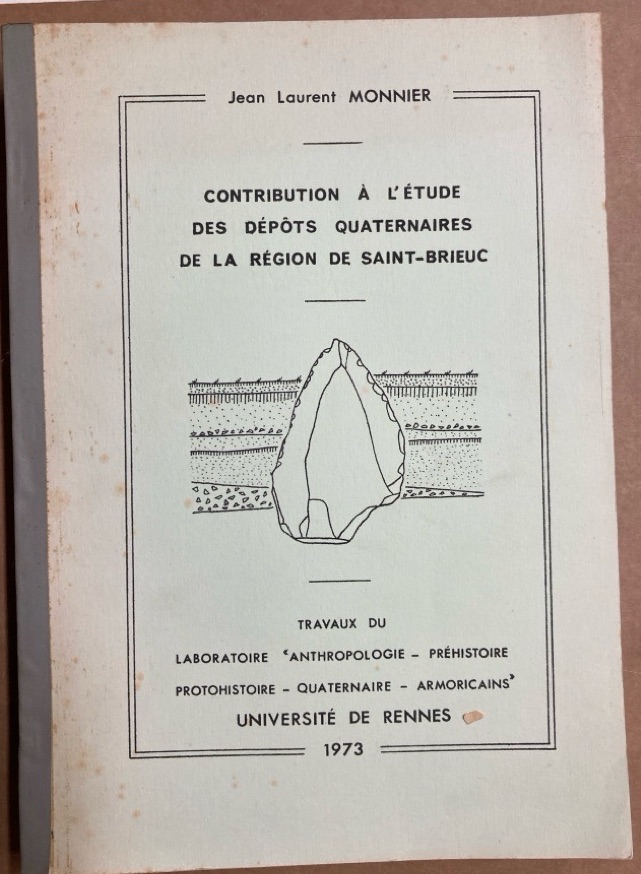 Jean Laurent MONNIER
CONTRIBUTION À L'ÉTUDE
DES DÉPÔTS QUATERNAIRES
DE LA RÉGION DE SAINT-BRIEUC
TRAVAUX DU
LABORATOIRE "ANTHROPOLOGIE - PRÉHISTOIRE
PROTOHISTOIRE - QUATERNAIRE - ARMORICAINS"
UNIVERSITÉ DE RENNES
1973